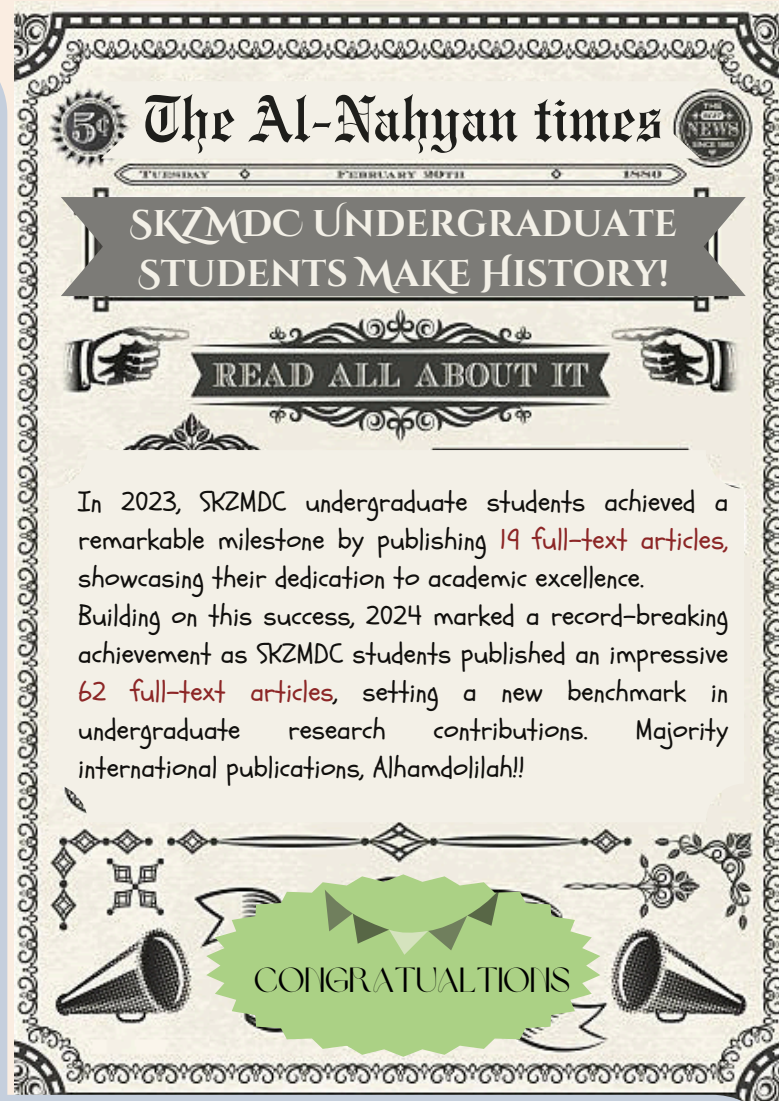 5¢
The Al-Nahyan times
THE BEST NEWS SINCE 1883
TUESDAY FEBRUARY 20TH 1880
SKZMDC UNDERGRADUATE
STUDENTS MAKE HISTORY!
READ ALL ABOUT IT
In 2023, SKZMDC undergraduate students achieved a
remarkable milestone by publishing 19 full-text articles,
showcasing their dedication to academic excellence.
Building on this success, 2024 marked a record-breaking
achievement as SKZMDC students published an impressive
62 full-text articles, setting a new benchmark in
undergraduate research contributions. Majority
international publications, Alhamdolilah!!
CONGRATUALTIONS